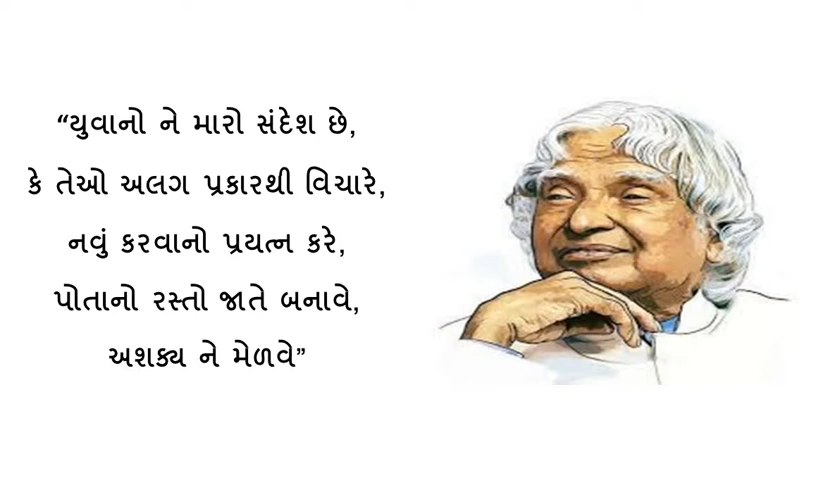 “યુવાનો ને મારો સંદેશ છે,
કે તેઓ અલગ પ્રકારથી વિચારે,
નવું કરવાનો પ્રયત્ન કરે,
પોતાનો રસ્તો જાતે બનાવે,
અશક્ય ને મેળવે”